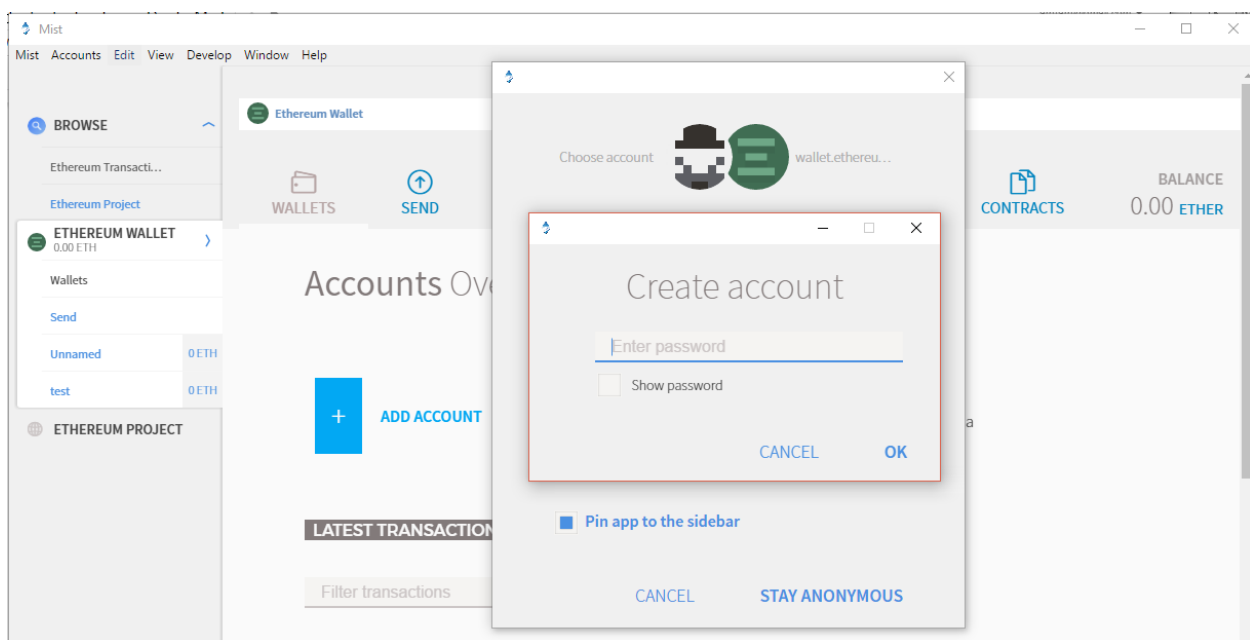 Mist
Mist Accounts Edit View Develop Window Help
BROWSE
Ethereum Transacti...
Ethereum Project
ETHEREUM WALLET
0.00 ETH
Wallets
Send
Unnamed 0 ETH
test 0 ETH
ETHEREUM PROJECT
Ethereum Wallet
WALLETS
SEND
CONTRACTS
BALANCE
0.00 ETHER
Accounts Ove
ADD ACCOUNT
a
LATEST TRANSACTION
Filter transactions
Choose account
wallet.ethereu...
Create account
Enter password
Show password
CANCEL OK
Pin app to the sidebar
CANCEL STAY ANONYMOUS